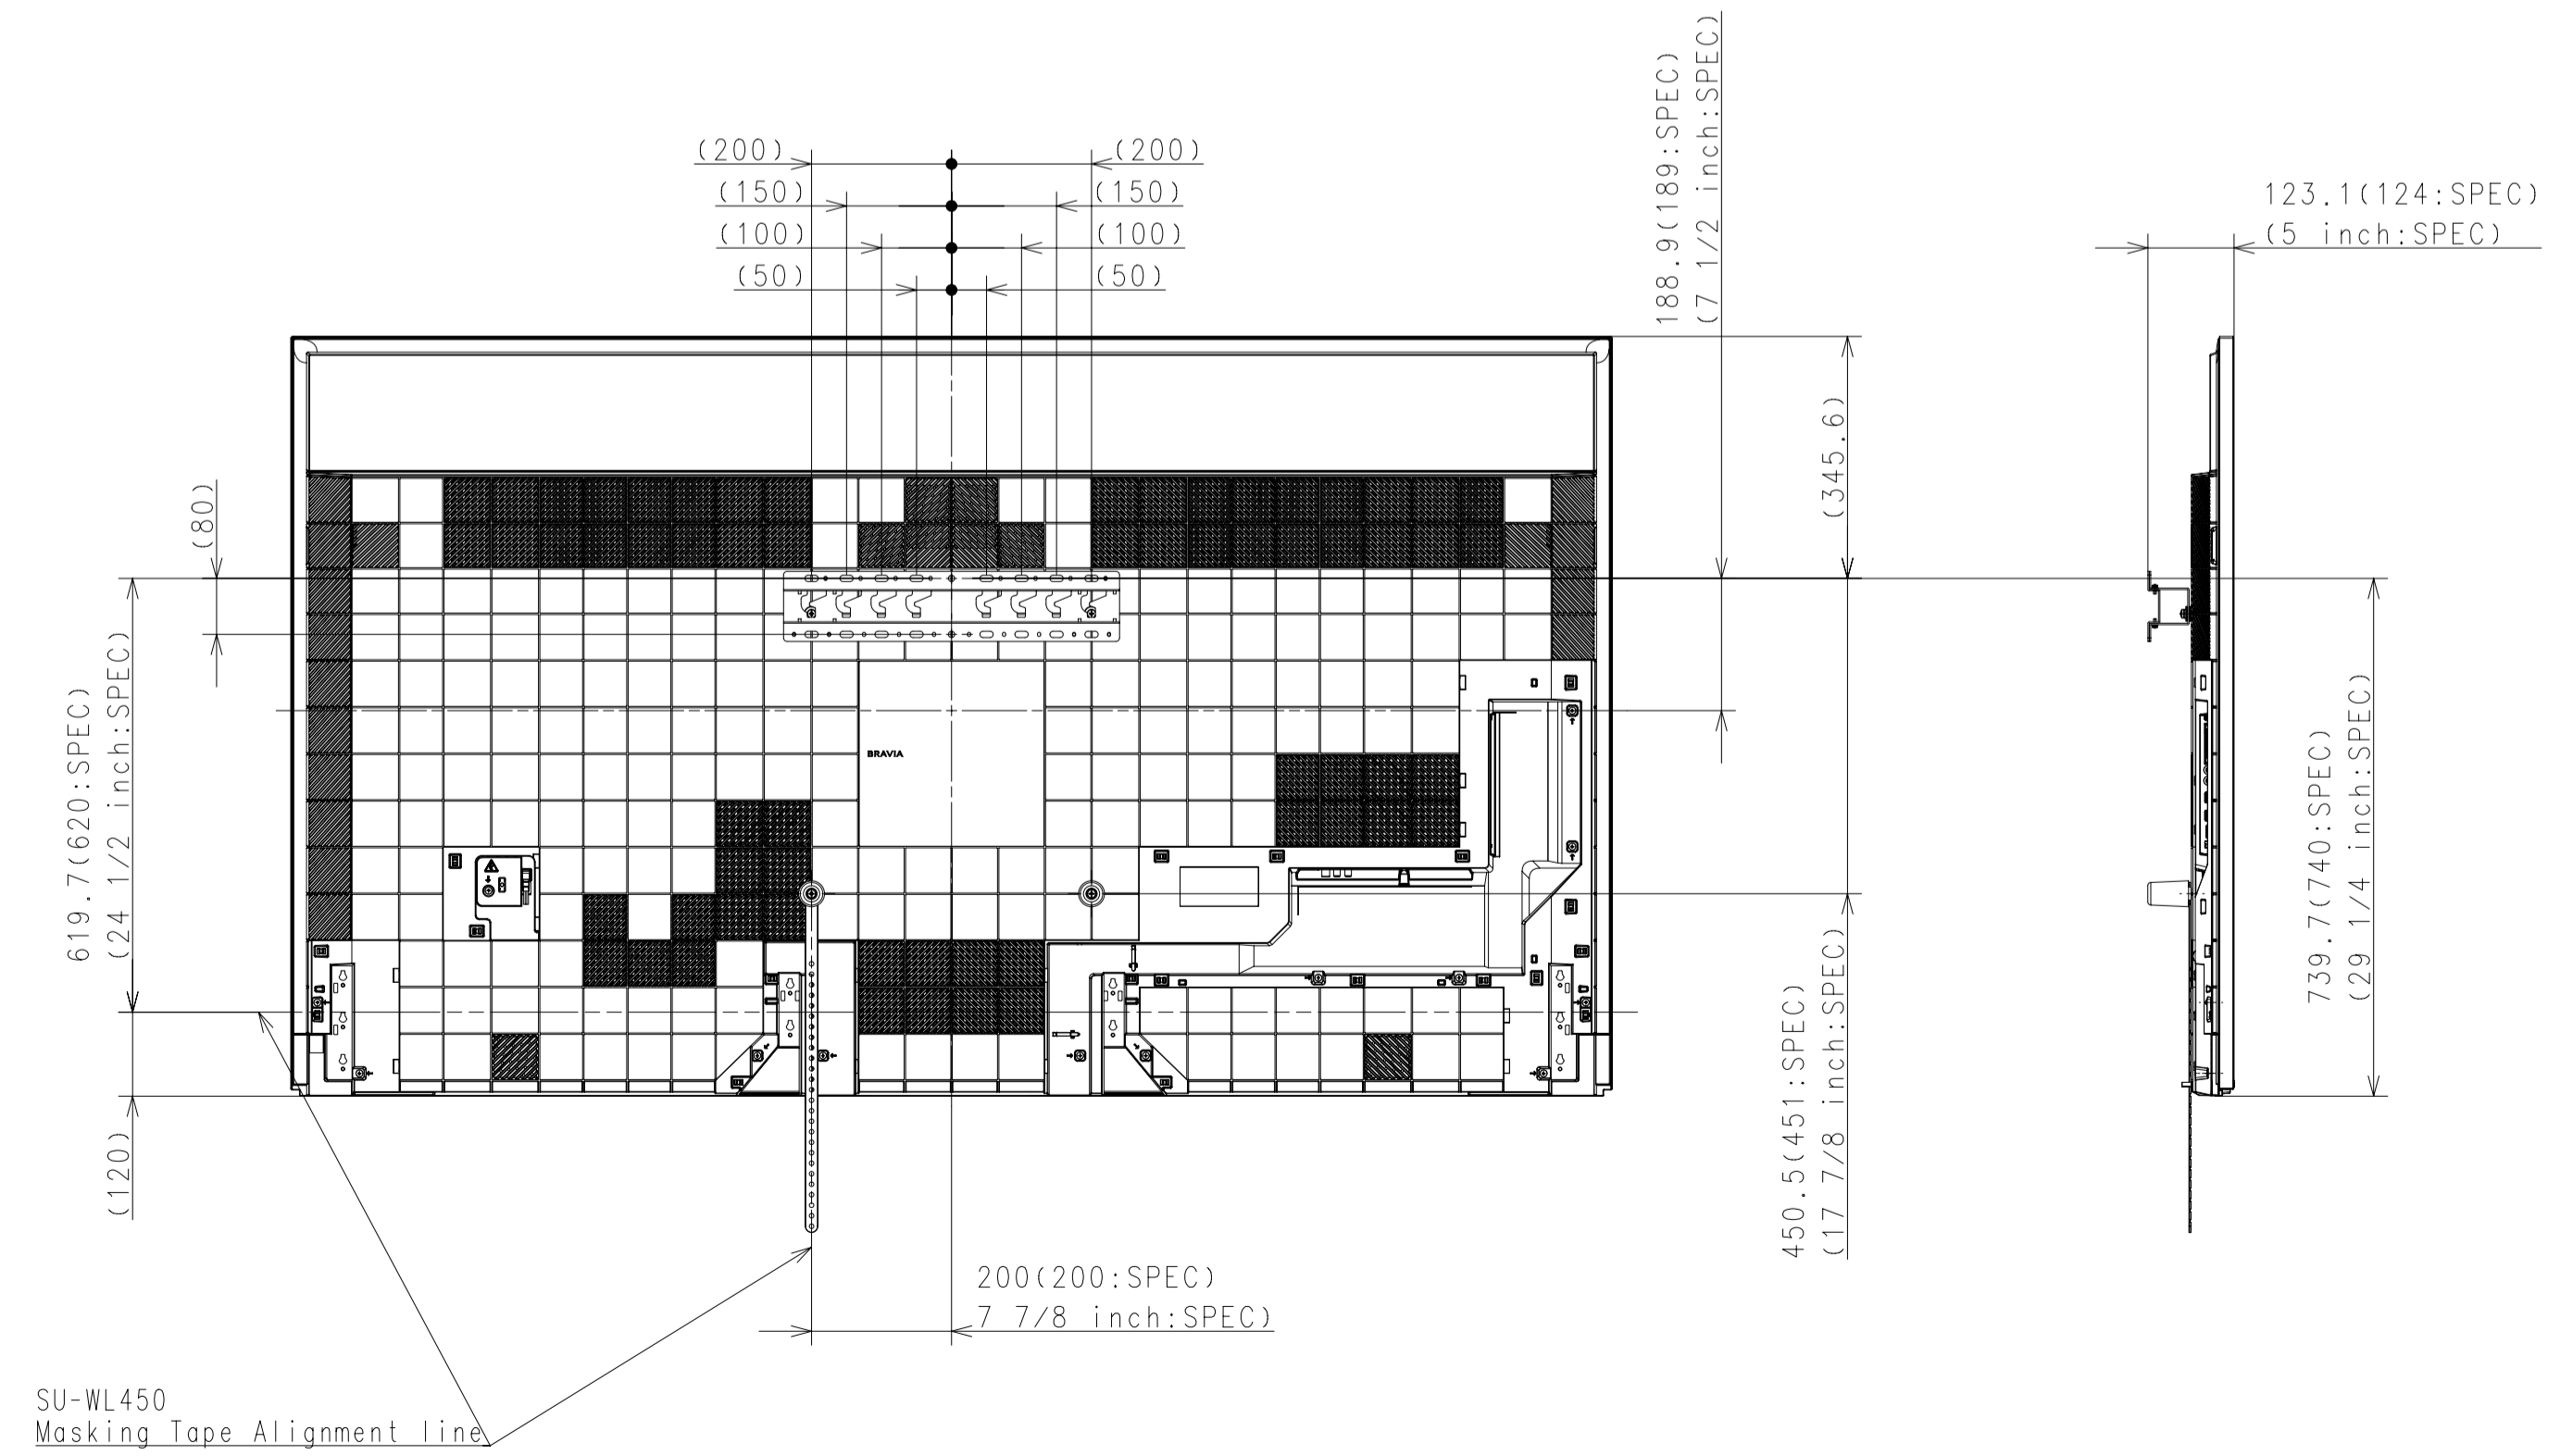 (200) (200)
(150) (150)
(100) (100)
(50) (50)
188.9(189:SPEC)
(7 1/2 inch:SPEC)
123.1(124:SPEC)
(5 inch:SPEC)
(345.6)
(80)
619.7(620:SPEC)
(24 1/2 inch:SPEC)
BRAVIA
739.7(740:SPEC)
(29 1/4 inch:SPEC)
450.5(451:SPEC)
(17 7/8 inch:SPEC)
(120)
200(200:SPEC)
7 7/8 inch:SPEC)
SU-WL450
Masking Tape Alignment line